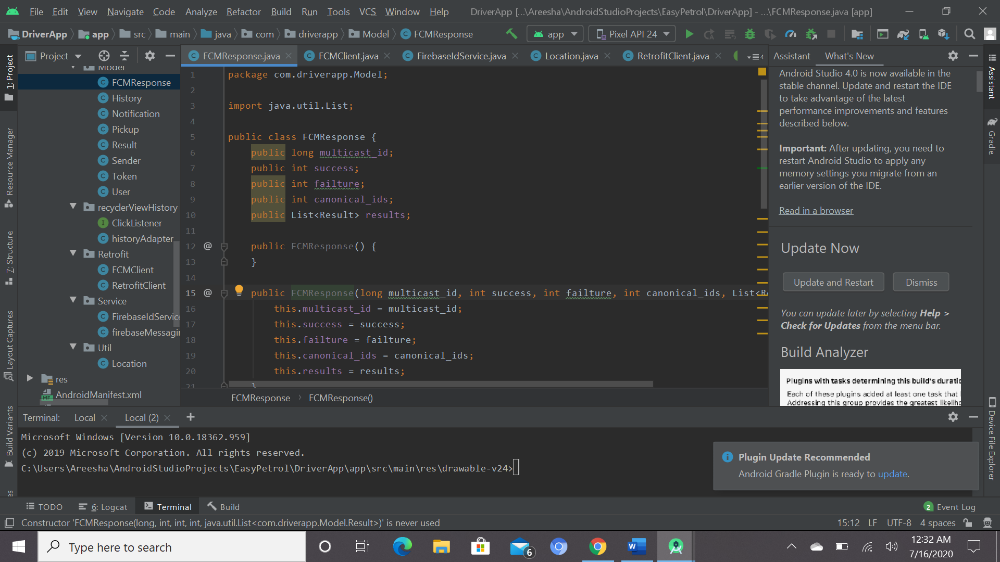 File Edit View Navigate Code Analyze Refactor Build Run Tools VCS Window Help DriverApp [...\Areesha\AndroidStudioProjects\EasyPetrol\DriverApp] - ...\FCMResponse.java [app]
DriverApp app src main java com driverapp Model FCMResponse app Pixel API 24
Project
FCMResponse.java FCMClient.java FirebaseIdService.java Location.java RetrofitClient.java 4
Assistant What's New
1: Project
Resource Manager
7: Structure
Layout Captures
Build Variants
Model
FCMResponse
History
Notification
Pickup
Result
Sender
Token
User
recyclerViewHistory
ClickListener
historyAdapter
Retrofit
FCMClient
RetrofitClient
Service
FirebaseIdService
firebaseMessagin
Util
Location
res
AndroidManifest.xml
1 package com.driverapp.Model;
2
3 import java.util.List;
4
5 public class FCMResponse {
6 public long multicast_id;
7 public int success;
8 public int failture;
9 public int canonical_ids;
10 public List<Result> results;
11
12 @ public FCMResponse() {
13 }
14
15 @ public FCMResponse(long multicast_id, int success, int failture, int canonical_ids, List<R
16 this.multicast_id = multicast_id;
17 this.success = success;
18 this.failture = failture;
19 this.canonical_ids = canonical_ids;
20 this.results = results;
21 }
FCMResponse FCMResponse()
Android Studio 4.0 is now available in the
stable channel. Update and restart the IDE
to take advantage of the latest
performance improvements and features
described below.
Important: After updating, you need to
restart Android Studio to apply any
memory settings you migrate from an
earlier version of the IDE.
Read in a browser
Update Now
Update and Restart Dismiss
You can update later by selecting Help >
Check for Updates from the menu bar.
Build Analyzer
Plugins with tasks determining this build's duratio
Each of these plugins added at least one task that
Addressing this group provides the greatest likeliho
Assistant
Gradle
Device File Explorer
Terminal: Local Local (2) +
Microsoft Windows [Version 10.0.18362.959]
(c) 2019 Microsoft Corporation. All rights reserved.
C:\Users\Areesha\AndroidStudioProjects\EasyPetrol\DriverApp\app\src\main\res\drawable-v24>
Plugin Update Recommended
Android Gradle Plugin is ready to update.
TODO 6: Logcat Terminal Build 2 Event Log
Constructor 'FCMResponse(long, int, int, int, java.util.List<com.driverapp.Model.Result>)' is never used 15:12 LF UTF-8 4 spaces
Type here to search
6
12:32 AM
7/16/2020